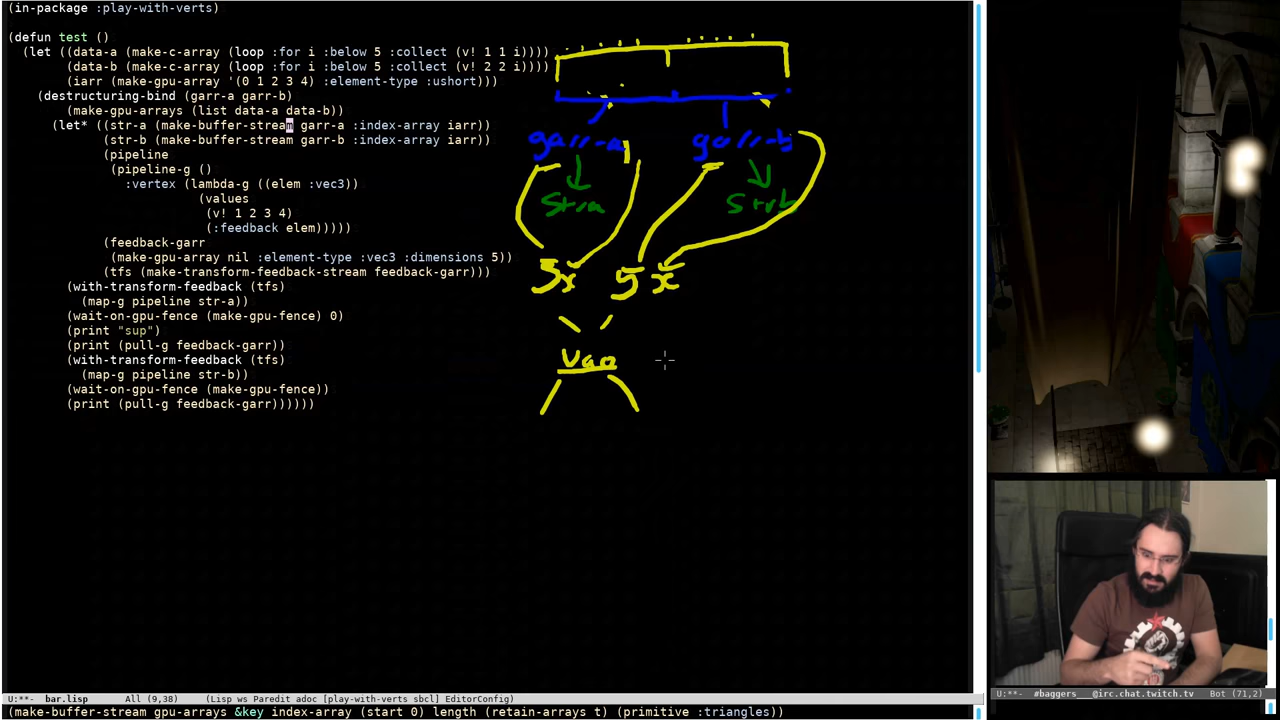 (in-package :play-with-verts)
(defun test ()
(let ((data-a (make-c-array (loop :for i :below 5 :collect (v! 1 1 i))))
(data-b (make-c-array (loop :for i :below 5 :collect (v! 2 2 i))))
(iarr (make-gpu-array '(0 1 2 3 4) :element-type :ushort)))
(destructuring-bind (garr-a garr-b)
(make-gpu-arrays (list data-a data-b))
(let* ((str-a (make-buffer-stream garr-a :index-array iarr))
(str-b (make-buffer-stream garr-b :index-array iarr))
(pipeline
(pipeline-g ()
:vertex (lambda-g ((elem :vec3))
(values
(v! 1 2 3 4)
(:feedback elem)))))
(feedback-garr
(make-gpu-array nil :element-type :vec3 :dimensions 5))
(tfs (make-transform-feedback-stream feedback-garr)))
(with-transform-feedback (tfs)
(map-g pipeline str-a))
(wait-on-gpu-fence (make-gpu-fence) 0)
(print "sup")
(print (pull-g feedback-garr))
(with-transform-feedback (tfs)
(map-g pipeline str-b))
(wait-on-gpu-fence (make-gpu-fence))
(print (pull-g feedback-garr))))))
garr-a garr-b
Str a Str b
5x 5x
Vao
U:**- bar.lisp All (9,38) (Lisp ws Paredit adoc [play-with-verts sbcl] EditorConfig)
(make-buffer-stream gpu-arrays &key index-array (start 0) length (retain-arrays t) (primitive :triangles))
U:**- #baggers__@irc.chat.twitch.tv Bot (71,2)